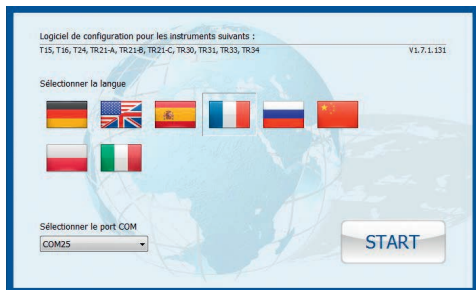 Logiciel de configuration pour les instruments suivants :
T15, T16, T24, TR21-A, TR21-B, TR21-C, TR30, TR31, TR33, TR34 V1.7.1.131
Sélectionner la langue
Sélectionner le port COM
COM25
START